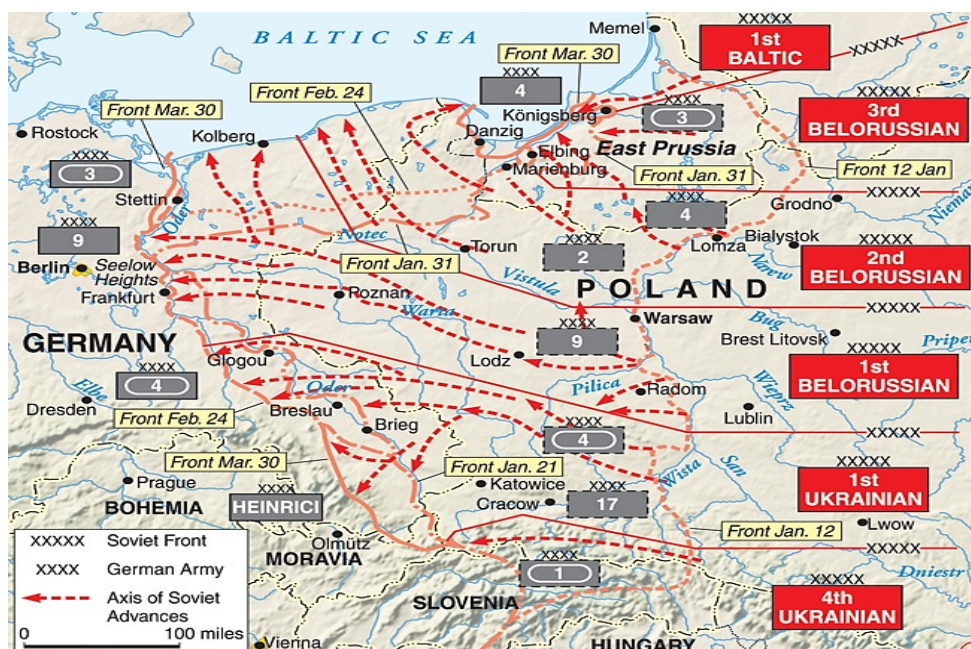 BALTIC SEA
Memel
XXXXX
1st
BALTIC
XXXXX
Front Mar. 30
XXXX
4
Front Mar. 30
Front Feb. 24
Königsberg
XXXX
3
XXXXX
3rd
BELORUSSIAN
Rostock
Kolberg
Danzig
XXXX
3
Elbing
East Prussia
Marienburg
Front Jan. 31
Front 12 Jan
XXXXX
Stettin
Oder
XXXX
4
Grodno
Niemen
XXXX
9
Notec
Torun
XXXX
2
Lomza
Bialystok
Narew
XXXXX
2nd
BELORUSSIAN
Berlin
Seelow
Heights
Frankfurt
Front Jan. 31
Roznan
Warta
Vistula
POLAND
XXXXX
Warsaw
Bug
Brest Litovsk
Pripe
GERMANY
XXXX
9
Glogou
Lodz
XXXXX
1st
BELORUSSIAN
XXXX
4
Elbe
Dresden
Oder
Pilica
Radom
Wieprz
Lublin
Front Feb. 24
Breslau
Brieg
XXXX
4
XXXXX
Front Mar. 30
Front Jan. 21
Wista
San
XXXXX
1st
UKRAINIAN
Prague
BOHEMIA
XXXX
HEINRICI
Katowice
Cracow
XXXX
17
Front Jan. 12
Lwow
XXXXX
Olmütz
MORAVIA
XXXX
1
Dniestr
SLOVENIA
XXXXX
4th
UKRAINIAN
HUNGARY
Vienna
XXXXX Soviet Front
XXXX German Army
Axis of Soviet
Advances
0 100 miles